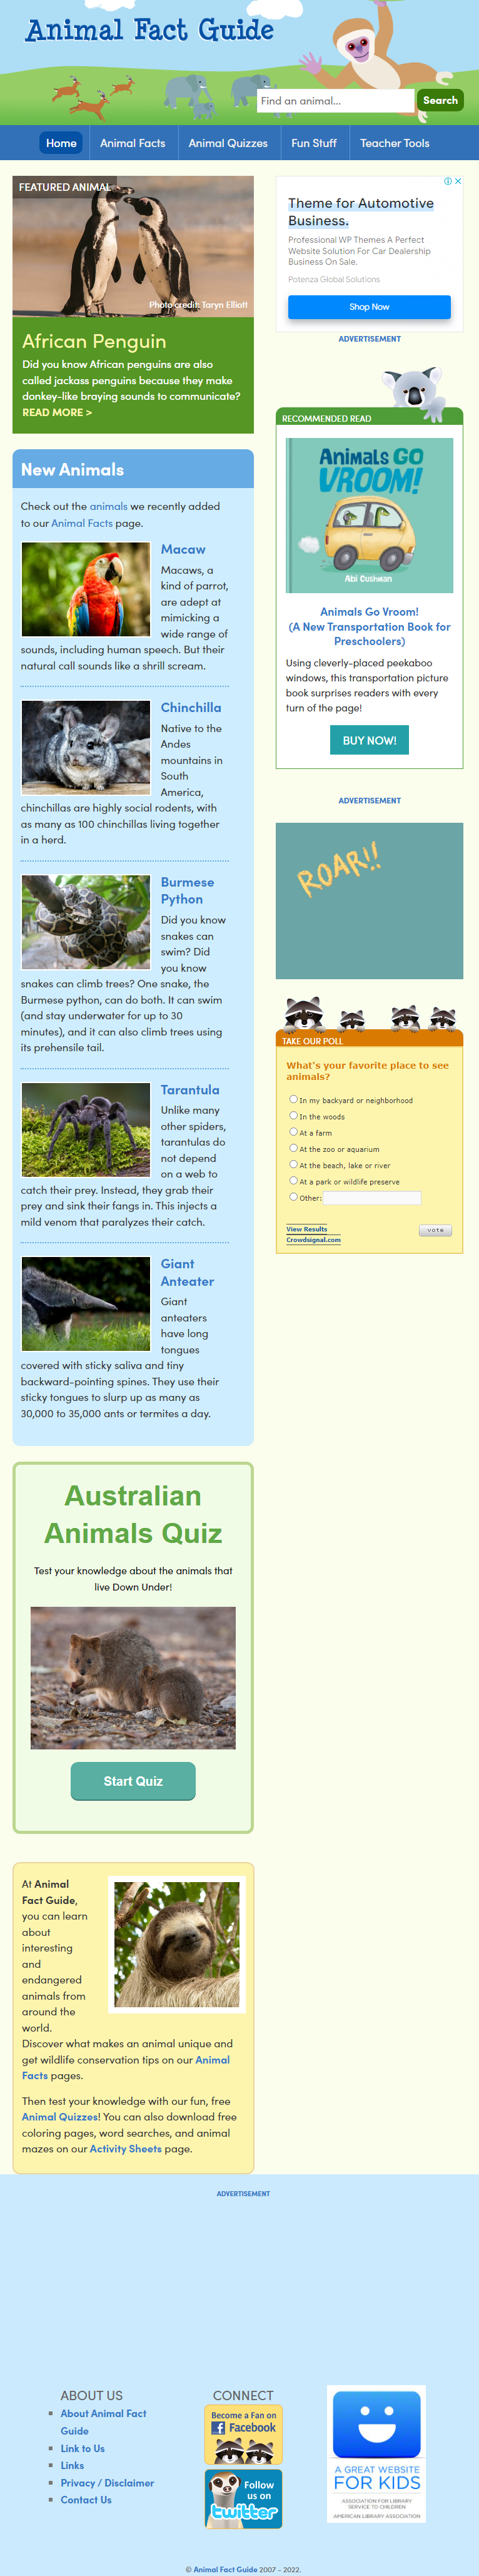 Animal Fact Guide
Find an animal...
Search
Home
Animal Facts
Animal Quizzes
Fun Stuff
Teacher Tools
FEATURED ANIMAL
Photo credit: Taryn Elliott
African Penguin
Did you know African penguins are also
called jackass penguins because they make
donkey-like braying sounds to communicate?
READ MORE >
New Animals
Check out the animals we recently added
to our Animal Facts page.
Macaw
Macaws, a
kind of parrot,
are adept at
mimicking a
wide range of
sounds, including human speech. But their
natural call sounds like a shrill scream.
Chinchilla
Native to the
Andes
mountains in
South
America,
chinchillas are highly social rodents, with
as many as 100 chinchillas living together
in a herd.
Burmese
Python
Did you know
snakes can
swim? Did
you know
snakes can climb trees? One snake, the
Burmese python, can do both. It can swim
(and stay underwater for up to 30
minutes), and it can also climb trees using
its prehensile tail.
Tarantula
Unlike many
other spiders,
tarantulas do
not depend
on a web to
catch their prey. Instead, they grab their
prey and sink their fangs in. This injects a
mild venom that paralyzes their catch.
Giant
Anteater
Giant
anteaters
have long
tongues
covered with sticky saliva and tiny
backward-pointing spines. They use their
sticky tongues to slurp up as many as
30,000 to 35,000 ants or termites a day.
Australian
Animals Quiz
Test your knowledge about the animals that
live Down Under!
Start Quiz
At Animal
Fact Guide,
you can learn
about
interesting
and
endangered
animals from
around the
world.
Discover what makes an animal unique and
get wildlife conservation tips on our Animal
Facts pages.
Then test your knowledge with our fun, free
Animal Quizzes! You can also download free
coloring pages, word searches, and animal
mazes on our Activity Sheets page.
Theme for Automotive
Business.
Professional WP Themes A Perfect
Website Solution For Car Dealership
Business On Sale.
Potenza Global Solutions
Shop Now
ADVERTISEMENT
RECOMMENDED READ
ANIMALS GO
VROOM!
Abi Cushman
Animals Go Vroom!
(A New Transportation Book for
Preschoolers)
Using cleverly-placed peekaboo
windows, this transportation picture
book surprises readers with every
turn of the page!
BUY NOW!
ADVERTISEMENT
ROAR!!
TAKE OUR POLL
What's your favorite place to see
animals?
In my backyard or neighborhood
In the woods
At a farm
At the zoo or aquarium
At the beach, lake or river
At a park or wildlife preserve
Other:
View Results
vote
Crowdsignal.com
ADVERTISEMENT
ABOUT US
About Animal Fact
Guide
Link to Us
Links
Privacy / Disclaimer
Contact Us
CONNECT
Become a Fan on
Facebook
Follow
us on
twitter
A GREAT WEBSITE
FOR KIDS
ASSOCIATION FOR LIBRARY
SERVICE TO CHILDREN
AMERICAN LIBRARY ASSOCIATION
© Animal Fact Guide 2007 – 2022.